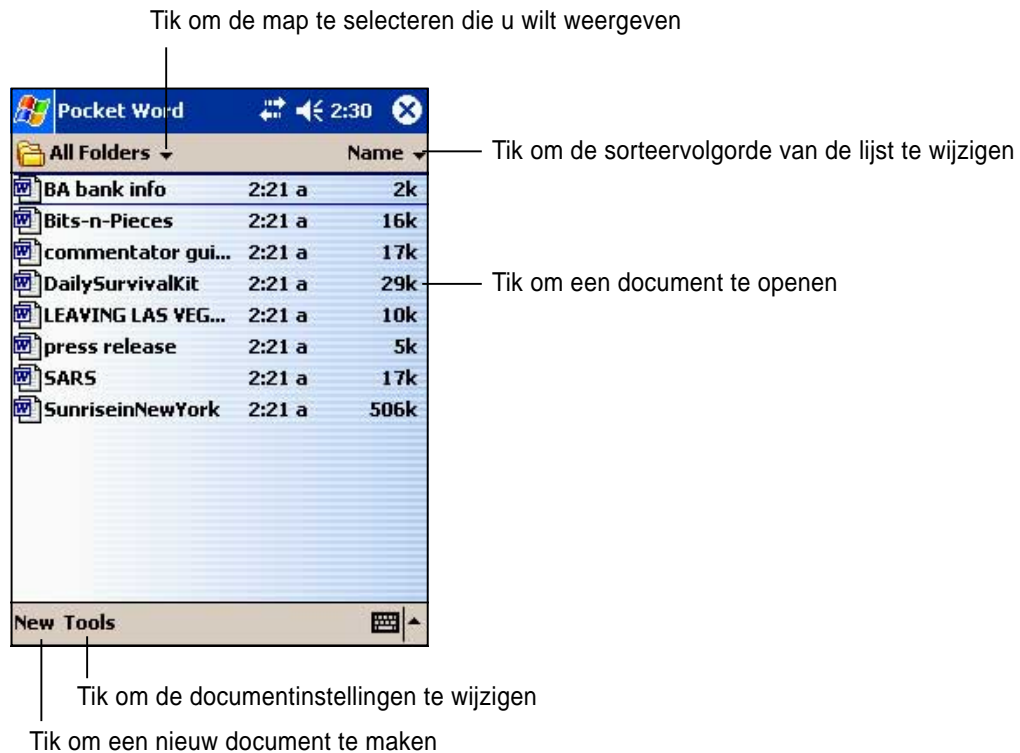 Tik om de map te selecteren die u wilt weergeven
Pocket Word 2:30
All Folders Name
Tik om de sorteervolgorde van de lijst te wijzigen
BA bank info 2:21 a 2k
Bits-n-Pieces 2:21 a 16k
commentator gui... 2:21 a 17k
DailySurvivalKit 2:21 a 29k
Tik om een document te openen
LEAVING LAS VEG... 2:21 a 10k
press release 2:21 a 5k
SARS 2:21 a 17k
SunriseinNewYork 2:21 a 506k
New Tools
Tik om de documentinstellingen te wijzigen
Tik om een nieuw document te maken